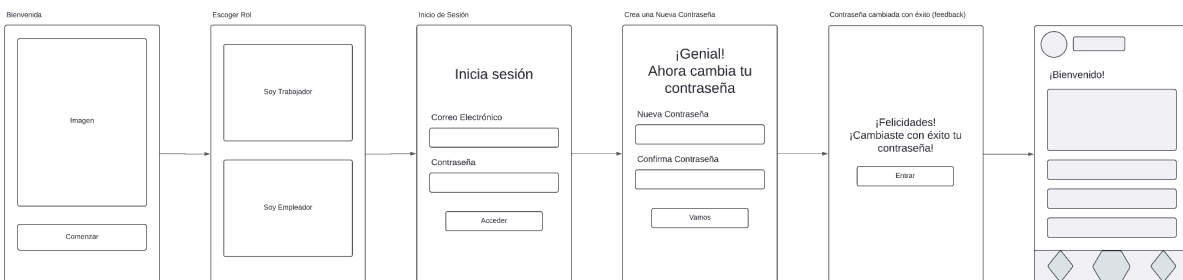 Bienvenida
Imagen
Comenzar
Escoger Rol
Soy Trabajador
Soy Empleador
Inicio de Sesión
Inicia sesión
Correo Electrónico
Contraseña
Acceder
Crea una Nueva Contraseña
¡Genial!
Ahora cambia tu
contraseña
Nueva Contraseña
Confirma Contraseña
Vamos
Contraseña cambiada con éxito (feedback)
¡Felicidades!
¡Cambiaste con éxito tu
contraseña!
Entrar
¡Bienvenido!